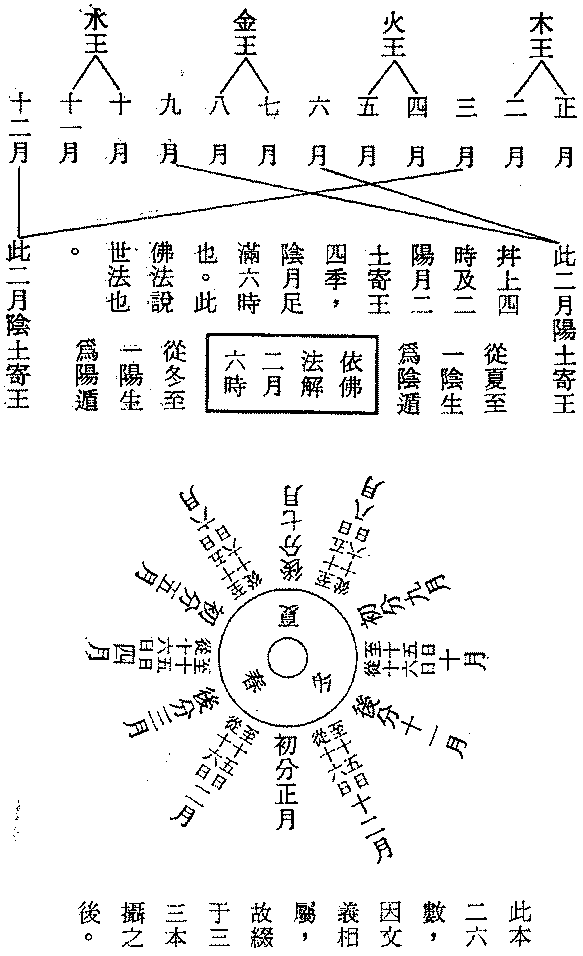 木王
火王
金王
水王
正月
二月
三月
四月
五月
六月
七月
八月
九月
十月
十一月
十二月
此二月陽土寄王
幷上四
時及二
陽月二
土寄王
四季，
陰月足
滿六時
也。此
佛法說
世法也
。
此二月陰土寄王
從夏至
一陰生
爲陰遁
依佛
法解
二月
六時
從冬至
一陽生
爲陽遁
夏
冬
春
初分正月
從十六日
至十五日
二月
後分三月
從十六日
至十五日
四月
初分五月
從十六日
至十五日
六月
後分七月
從十六日
至十五日
八月
初分九月
從十六日
至十五日
十月
後分十一月
從十六日
至十五日
十二月
此本
二六
數，
因文
義相
屬，
故綴
于三
三本
攝之
後。